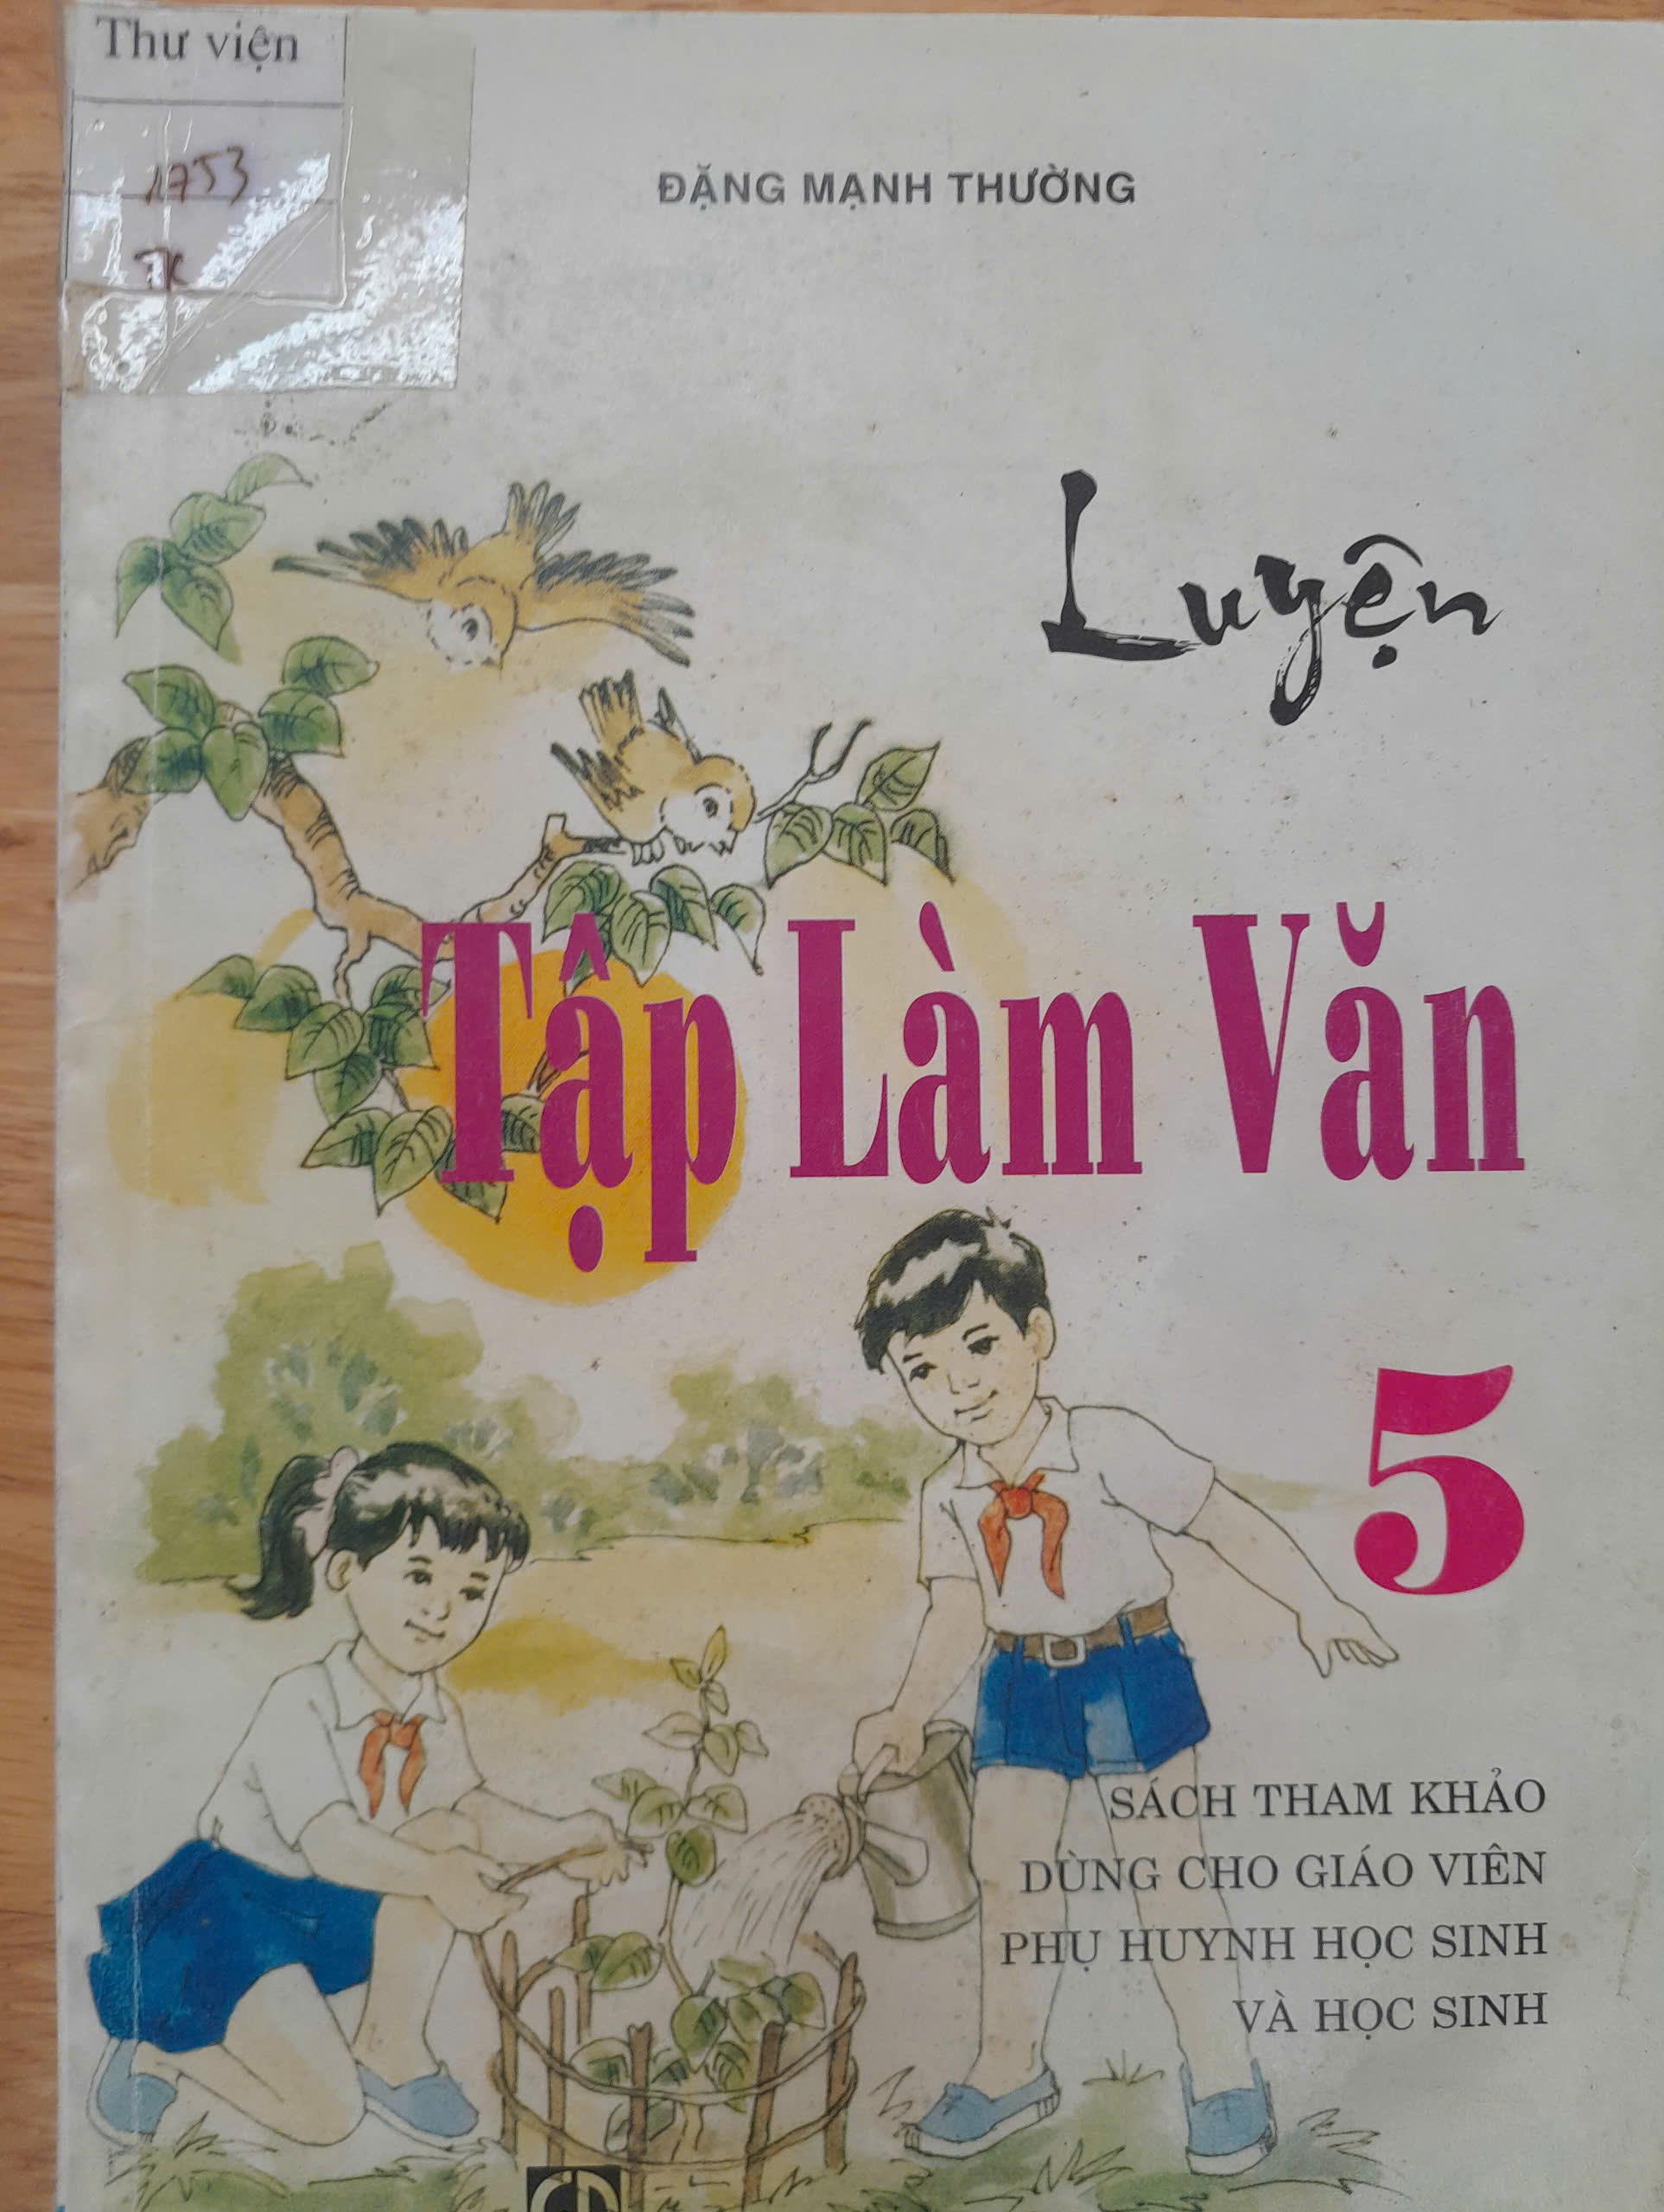 Thư viện
1753
TK
ĐẶNG MẠNH THƯỜNG
Luyện
Tập Làm Văn
5
SÁCH THAM KHẢO
DÙNG CHO GIÁO VIÊN
PHỤ HUYNH HỌC SINH
VÀ HỌC SINH